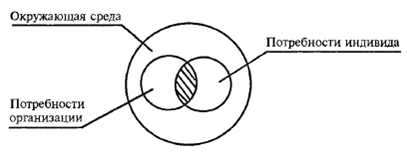 Окружающая среда
Потребности индивида
Потребности
организации